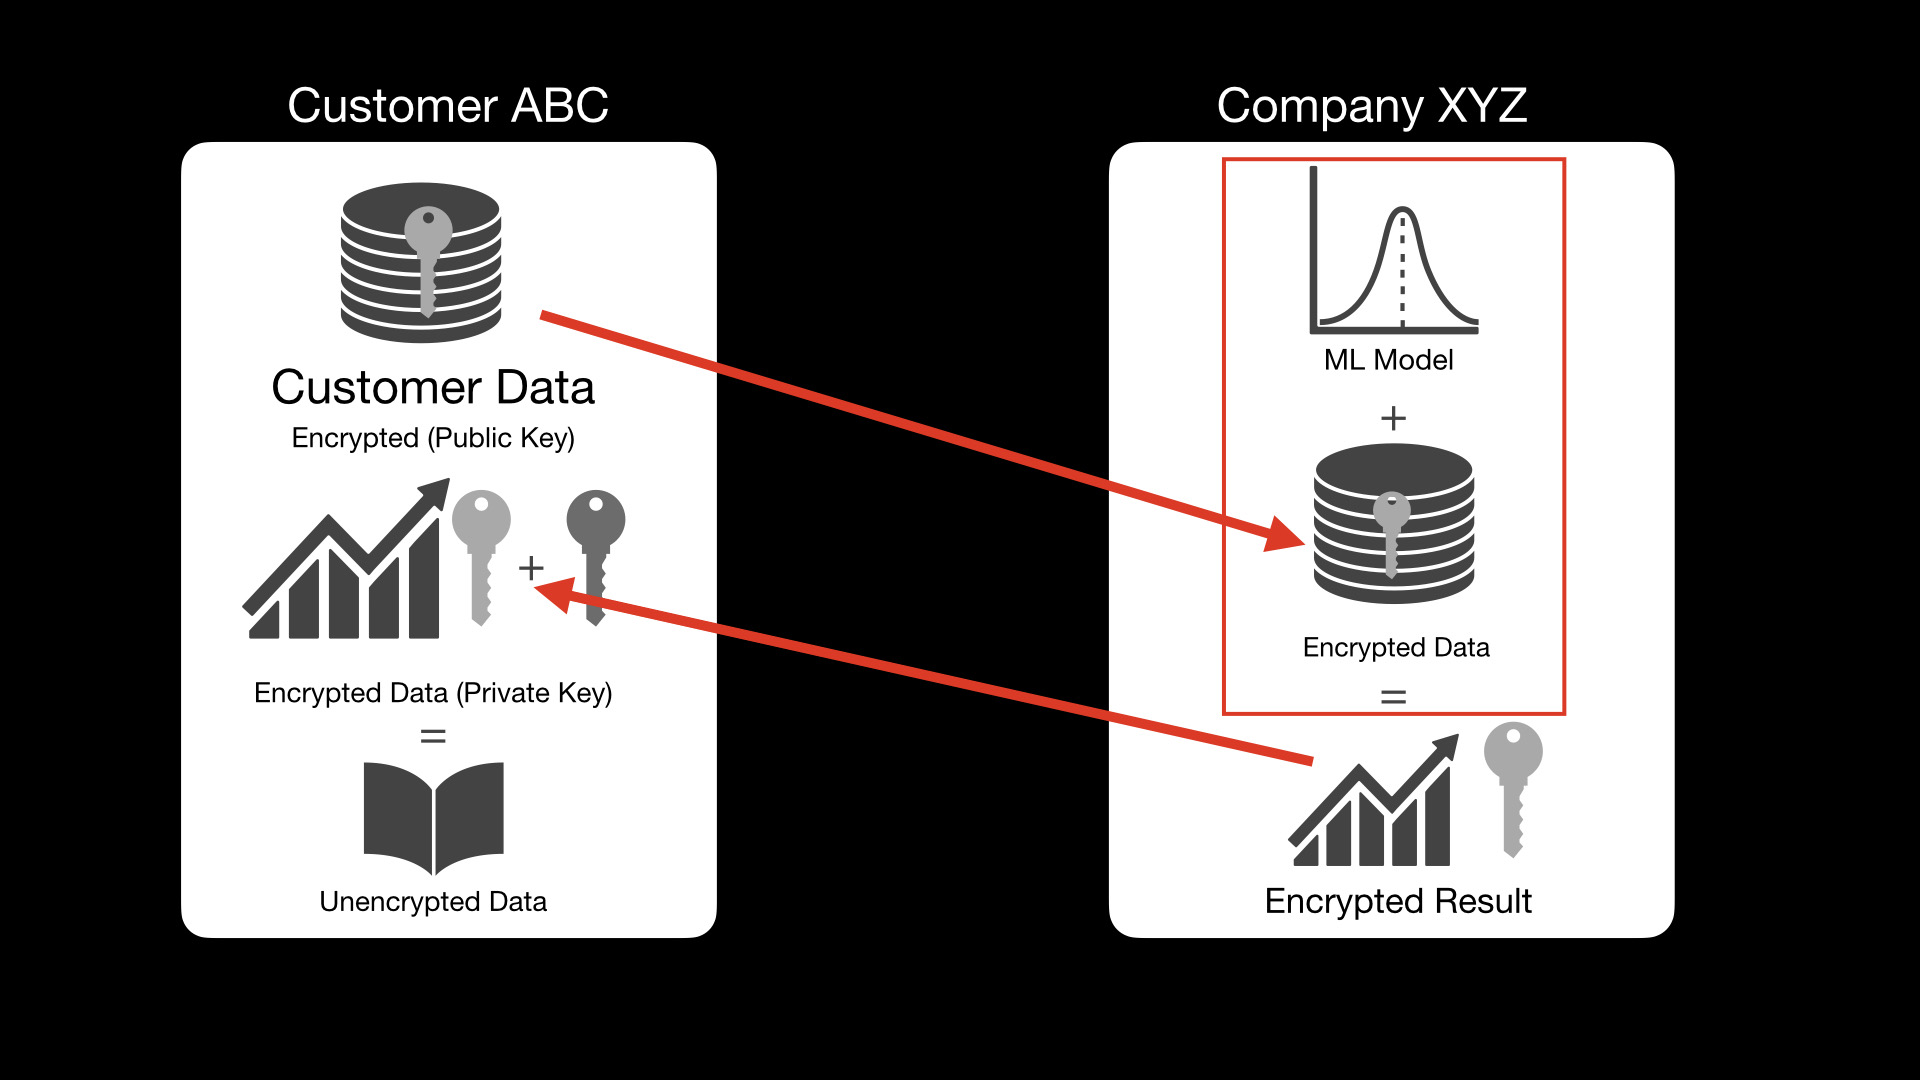 Customer ABC
Customer Data
Encrypted (Public Key)
+
Encrypted Data (Private Key)
=
Unencrypted Data
Company XYZ
ML Model
+
Encrypted Data
=
Encrypted Result